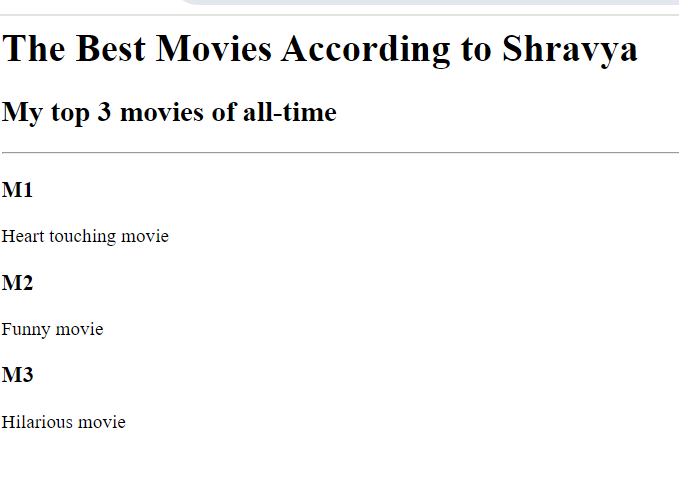 The Best Movies According to Shravya
My top 3 movies of all-time
M1
Heart touching movie
M2
Funny movie
M3
Hilarious movie